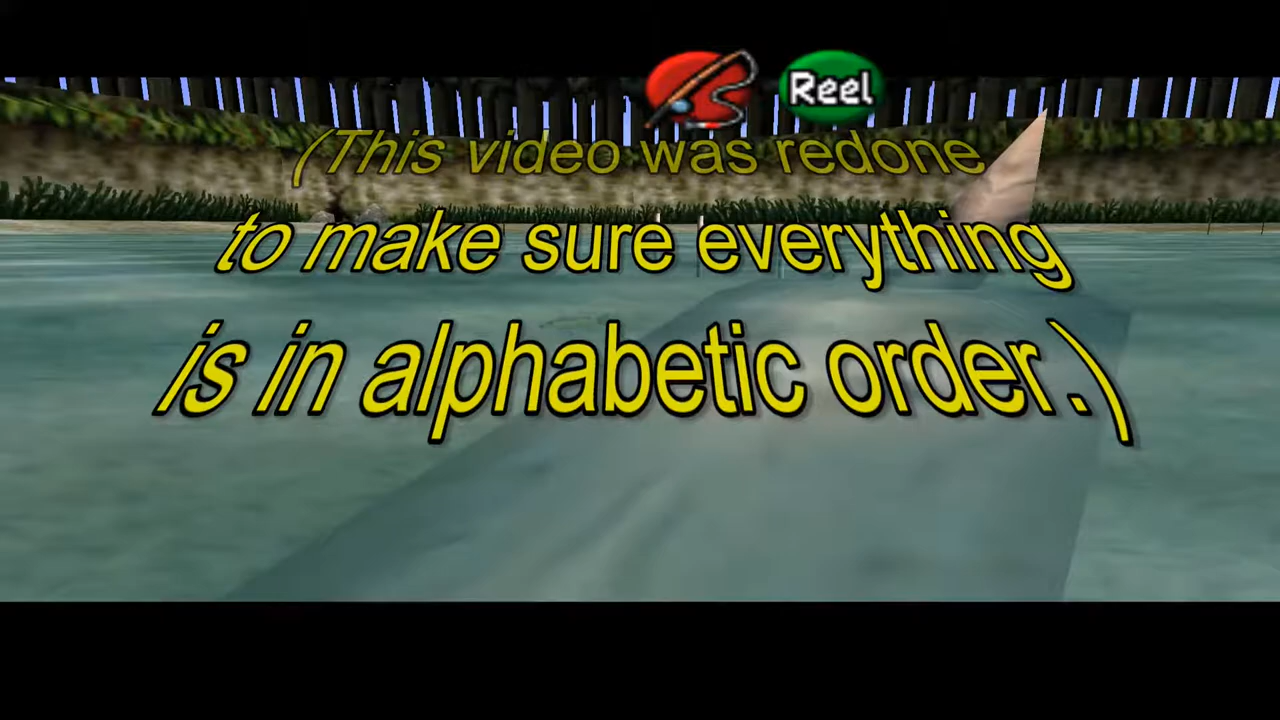 Reel
(This video was redone
to make sure everything
is in alphabetic order.)